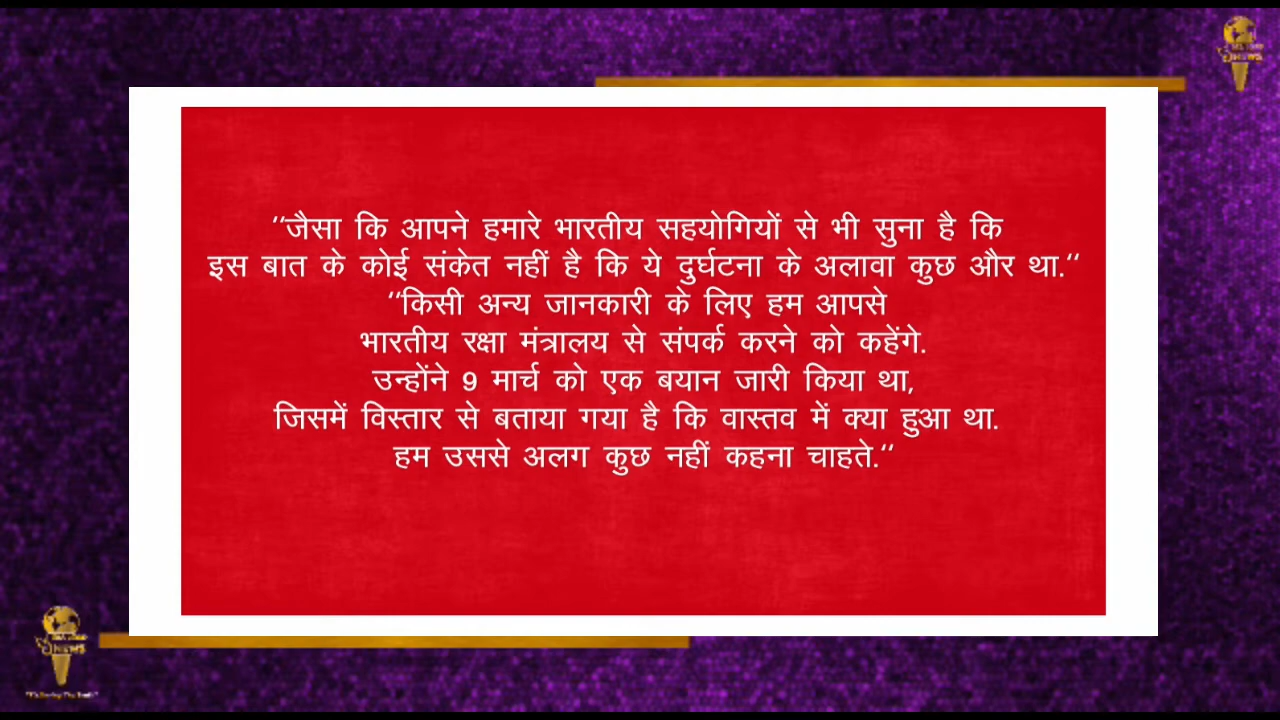 ‘‘जैसा कि आपने हमारे भारतीय सहयोगियों से भी सुना है कि
इस बात के कोई संकेत नहीं है कि ये दुर्घटना के अलावा कुछ और था.‘‘
‘‘किसी अन्य जानकारी के लिए हम आपसे
भारतीय रक्षा मंत्रालय से संपर्क करने को कहेंगे.
उन्होंने 9 मार्च को एक बयान जारी किया था,
जिसमें विस्तार से बताया गया है कि वास्तव में क्या हुआ था.
हम उससे अलग कुछ नहीं कहना चाहते.‘‘